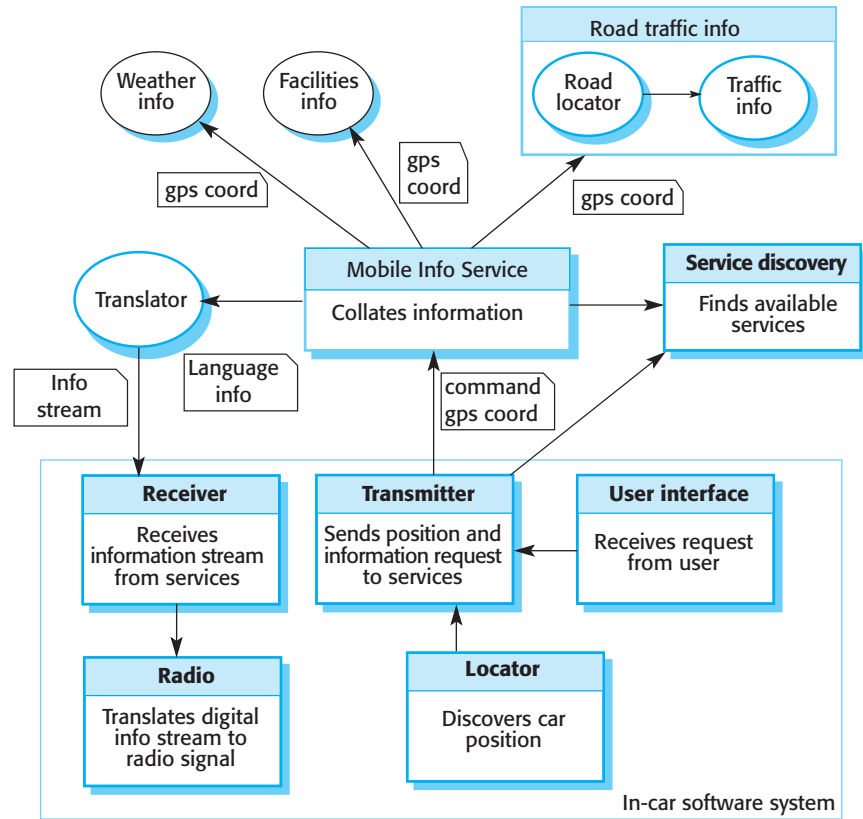 Road traffic info
Weather
info
Facilities
info
Road
locator
Traffic
info
gps coord
gps
coord
gps coord
Mobile Info Service
Collates information
Service discovery
Finds available
services
Translator
Info
stream
Language
info
command
gps coord
Receiver
Receives
information stream
from services
Transmitter
Sends position and
information request
to services
User interface
Receives request
from user
Radio
Translates digital
info stream to
radio signal
Locator
Discovers car
position
In-car software system